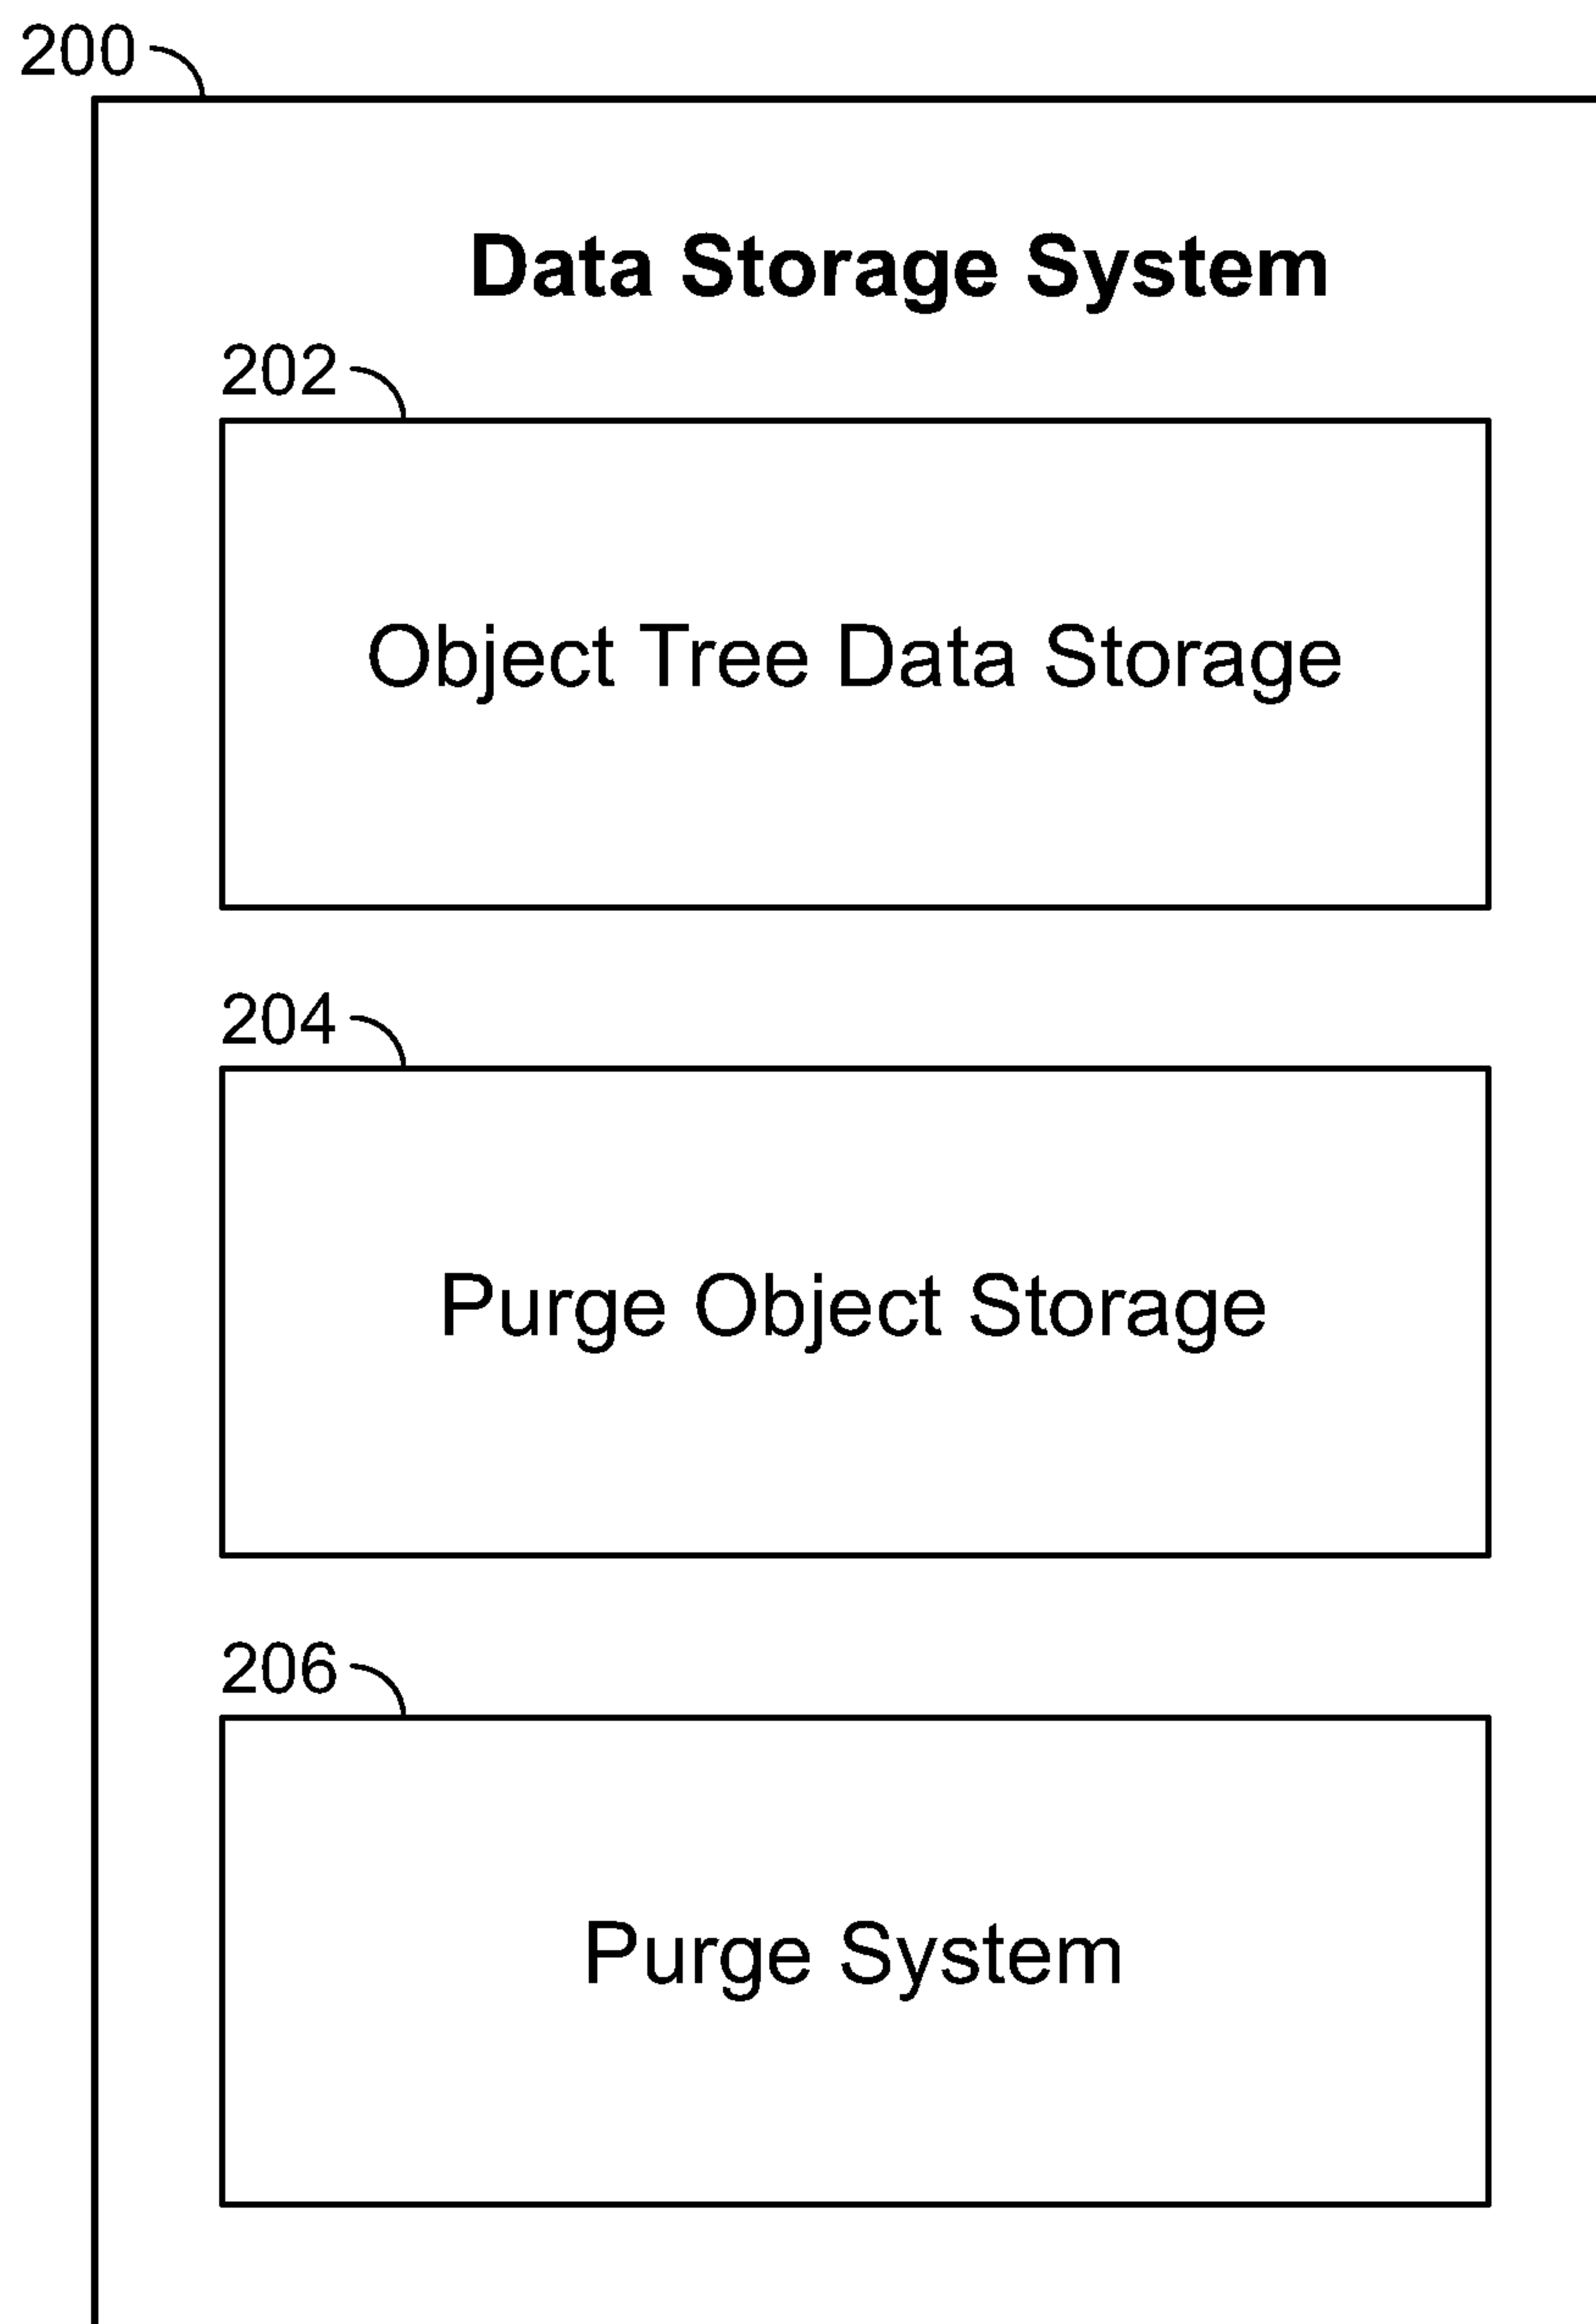 200
Data Storage System
202
Object Tree Data Storage
204
Purge Object Storage
206
Purge System